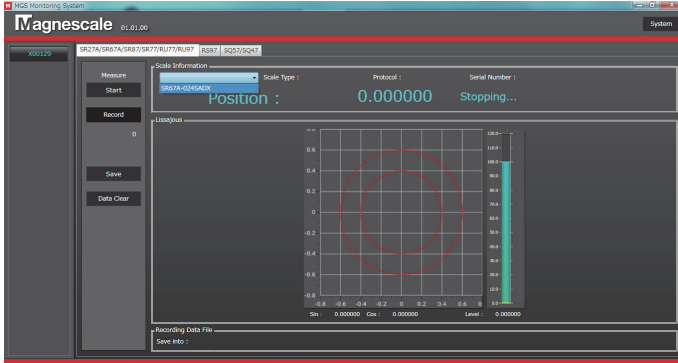 MGS Monitoring System
Magnescale 01.01.00
System
X00129
SR27A/SR67A/SR87/SR77/RU77/RU97 RS97 SQ57/SQ47
Measure
Start
Record
0
Save
Data Clear
Scale Information
Scale Type :
Protocol :
Serial Number :
SR67A-024SADX
Position :
0.000000
Stopping...
Lissajous
0.6
0.4
0.2
0
-0.2
-0.4
-0.6
-0.8
-0.8 -0.6 -0.4 -0.2 0 0.2 0.4 0.6
120.0
110.0
100.0
90.0
80.0
70.0
60.0
50.0
40.0
30.0
20.0
10.0
0.0
Sin : 0.000000 Cos : 0.000000
Level : 0.000000
Recording Data File
Save into :